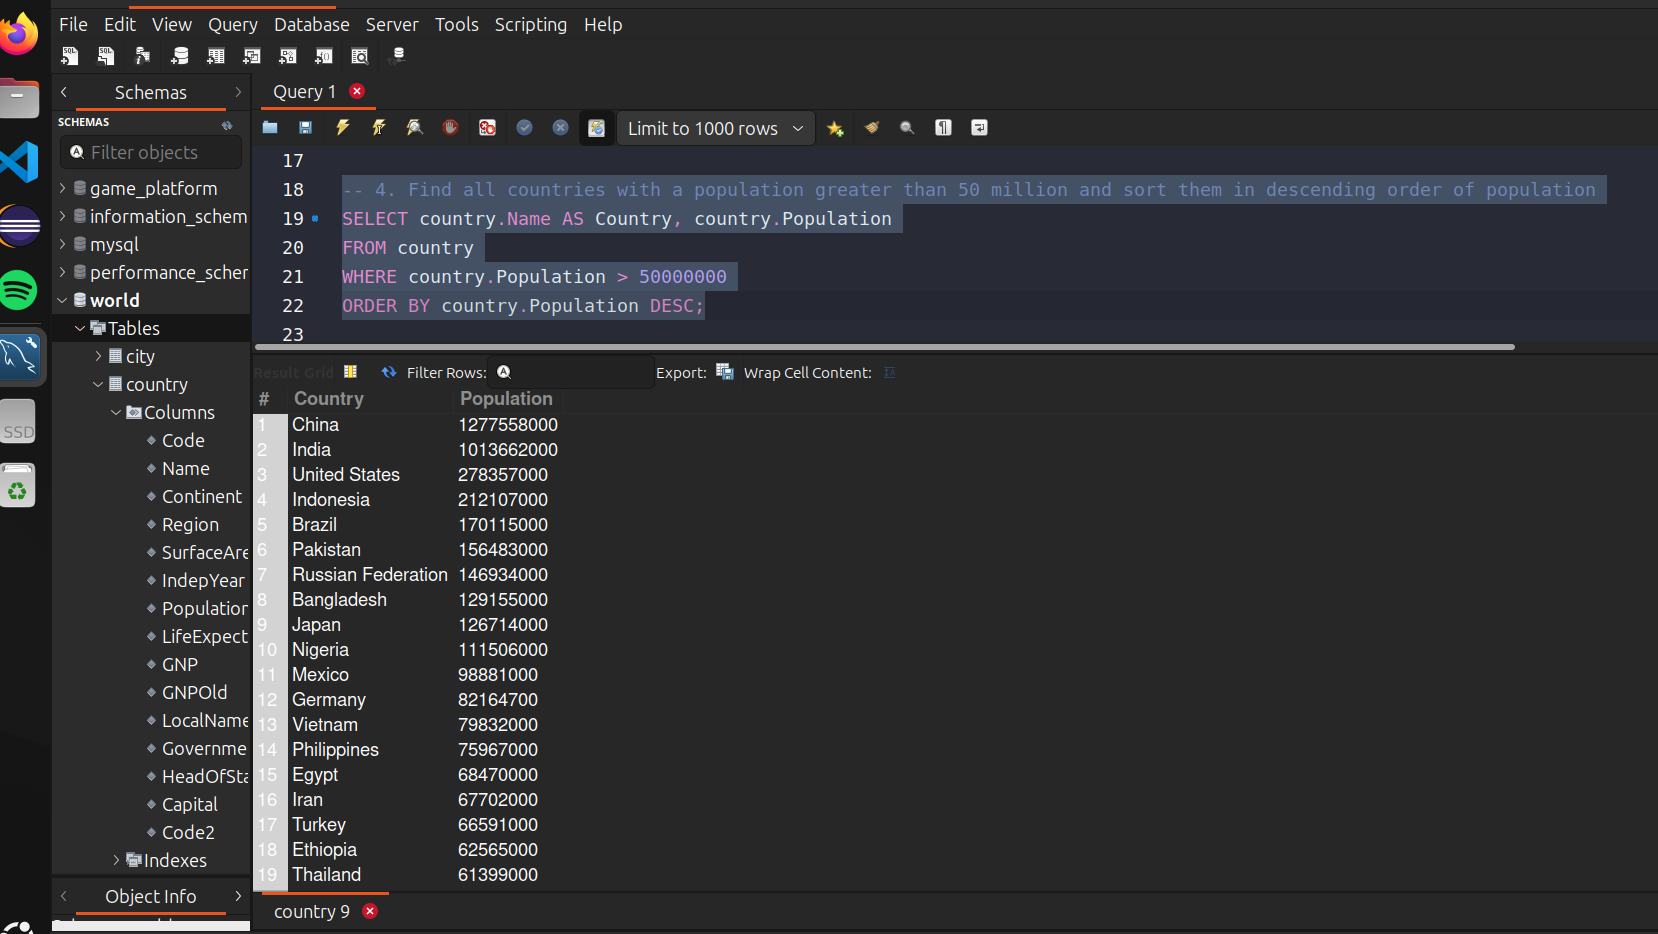 File Edit View Query Database Server Tools Scripting Help
Schemas
Query 1
SCHEMAS
Filter objects
Limit to 1000 rows
game_platform
information_schem
mysql
performance_scher
world
Tables
city
country
Columns
Code
Name
Continent
Region
SurfaceAre
IndepYear
Population
LifeExpect
GNP
GNPOld
LocalName
Governme
HeadOfSta
Capital
Code2
Indexes
Object Info
SSD
17
18 -- 4. Find all countries with a population greater than 50 million and sort them in descending order of population
19 SELECT country.Name AS Country, country.Population
20 FROM country
21 WHERE country.Population > 50000000
22 ORDER BY country.Population DESC;
23
Result Grid Filter Rows: Export: Wrap Cell Content:
# Country Population
1 China 1277558000
2 India 1013662000
3 United States 278357000
4 Indonesia 212107000
5 Brazil 170115000
6 Pakistan 156483000
7 Russian Federation 146934000
8 Bangladesh 129155000
9 Japan 126714000
10 Nigeria 111506000
11 Mexico 98881000
12 Germany 82164700
13 Vietnam 79832000
14 Philippines 75967000
15 Egypt 68470000
16 Iran 67702000
17 Turkey 66591000
18 Ethiopia 62565000
19 Thailand 61399000
country 9